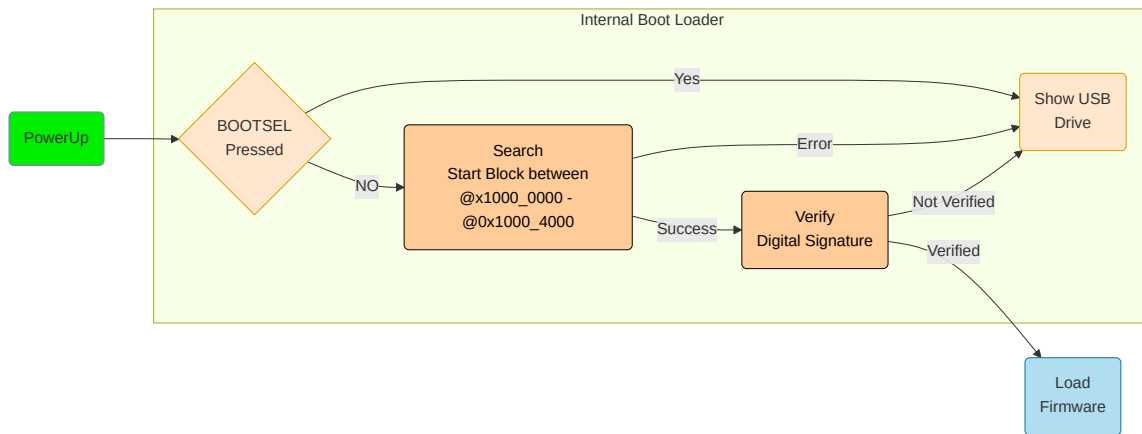 Internal Boot Loader
PowerUp
BOOTSEL
Pressed
Yes
NO
Search
Start Block between
@x1000_0000 -
@0x1000_4000
Error
Success
Verify
Digital Signature
Not Verified
Verified
Show USB
Drive
Load
Firmware